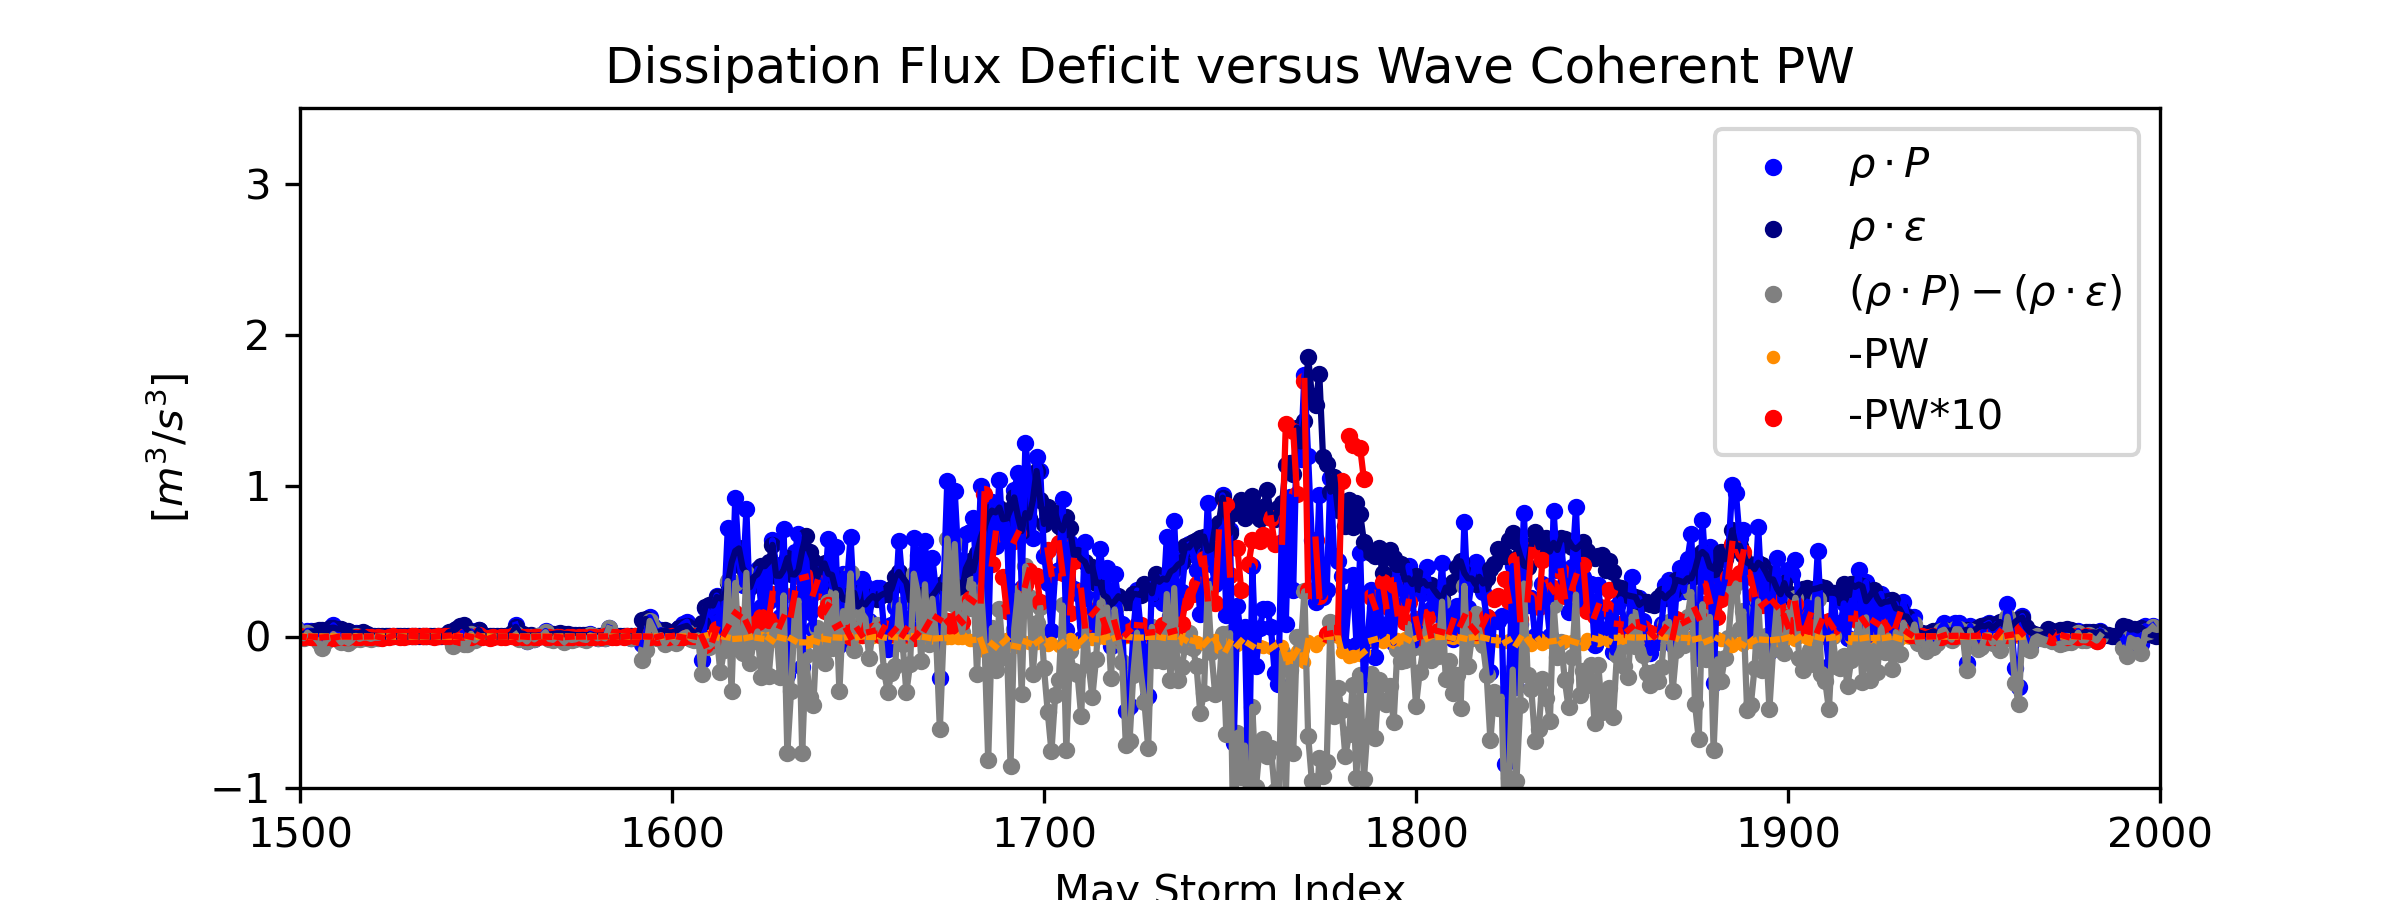 Dissipation Flux Deficit versus Wave Coherent PW
3
2
1
0
−1
[m³/s³]
ρ · P
ρ · ε
(ρ · P) − (ρ · ε)
-PW
-PW*10
1500 1600 1700 1800 1900 2000
May Storm Index